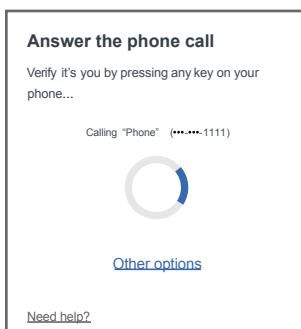 Answer the phone call
Verify it's you by pressing any key on your
phone...
Calling "Phone" (•••-•••-1111)
Other options
Need help?